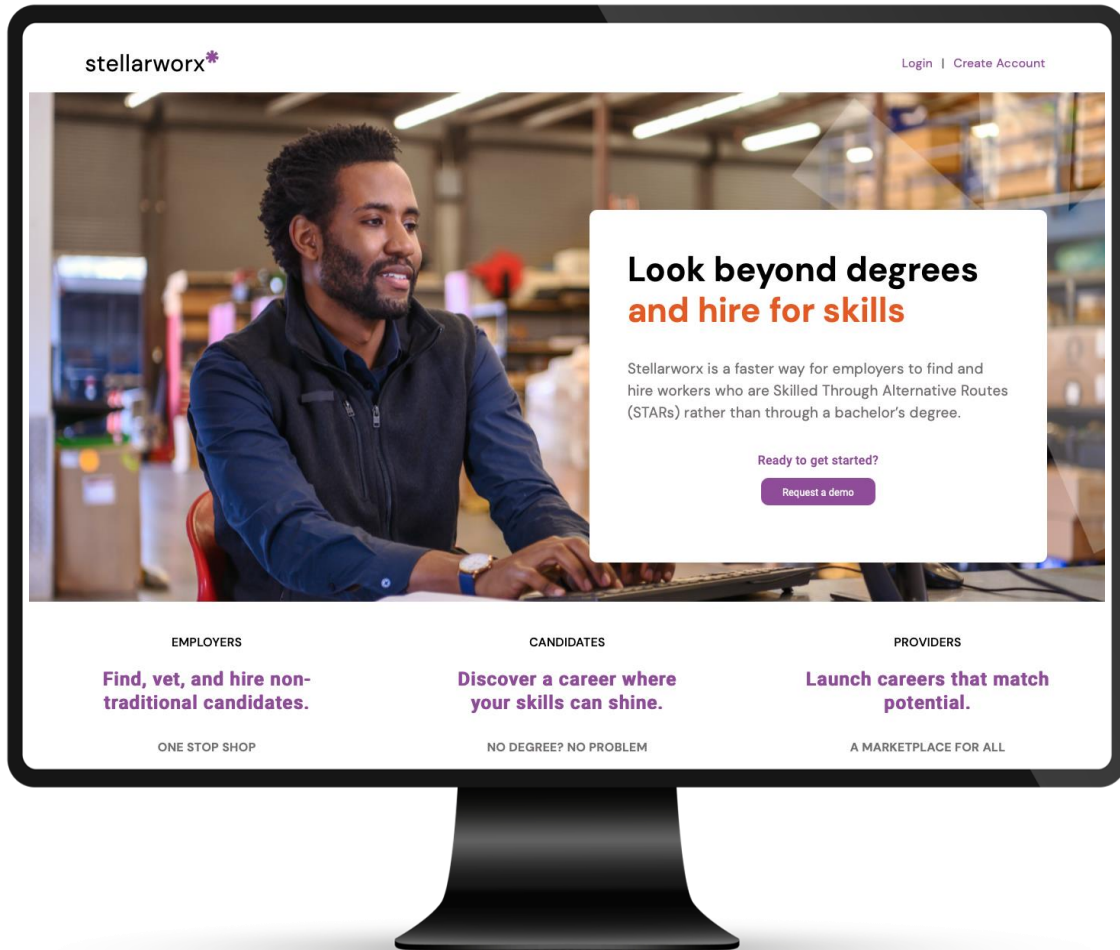 stellarworx*
Login | Create Account
Look beyond degrees
and hire for skills
Stellarworx is a faster way for employers to find and
hire workers who are Skilled Through Alternative Routes
(STARs) rather than through a bachelor's degree.
Ready to get started?
Request a demo
EMPLOYERS
Find, vet, and hire non-
traditional candidates.
ONE STOP SHOP
CANDIDATES
Discover a career where
your skills can shine.
NO DEGREE? NO PROBLEM
PROVIDERS
Launch careers that match
potential.
A MARKETPLACE FOR ALL